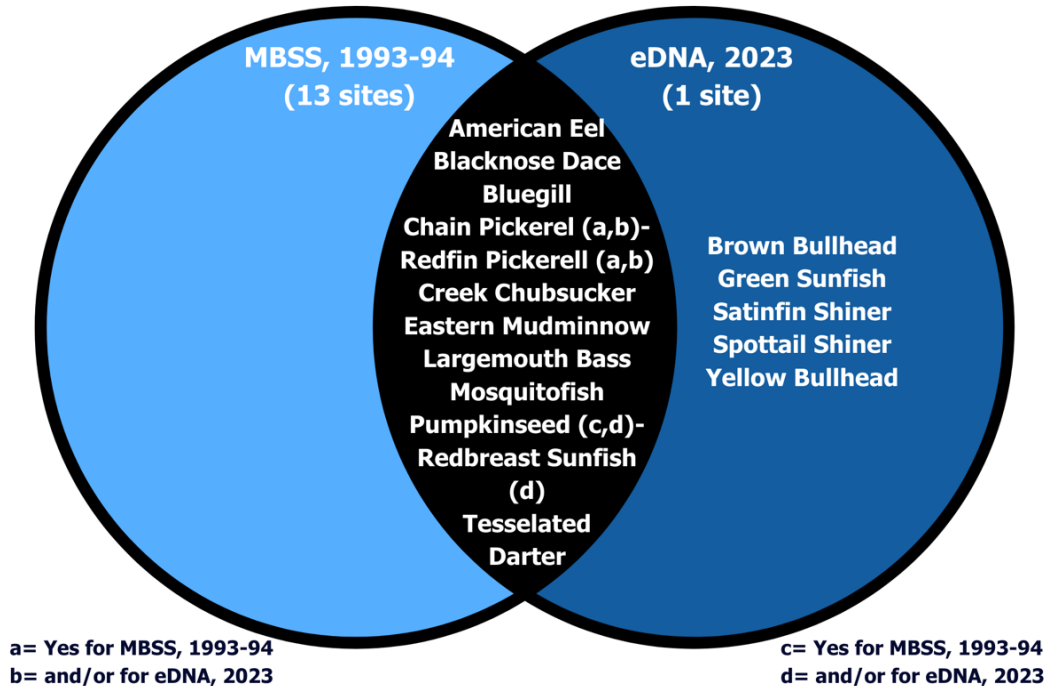 MBSS, 1993-94
(13 sites)
eDNA, 2023
(1 site)
American Eel
Blacknose Dace
Bluegill
Chain Pickerel (a,b)-
Redfin Pickerell (a,b)
Creek Chubsucker
Eastern Mudminnow
Largemouth Bass
Mosquitofish
Pumpkinseed (c,d)-
Redbreast Sunfish
(d)
Tesselated
Darter
Brown Bullhead
Green Sunfish
Satinfin Shiner
Spottail Shiner
Yellow Bullhead
a= Yes for MBSS, 1993-94
b= and/or for eDNA, 2023
c= Yes for MBSS, 1993-94
d= and/or for eDNA, 2023